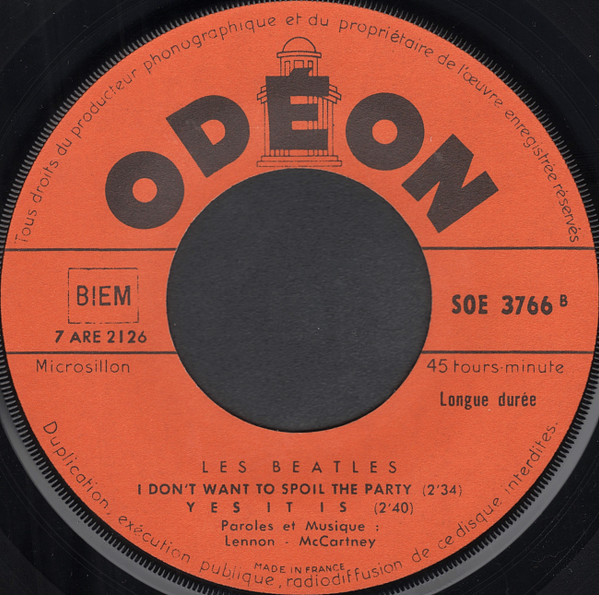 Tous droits du producteur phonographique et du propriétaire de l'œuvre enregistrée réservés
ODÉON
BIEM
7 ARE 2126
SOE 3766 B
Microsillon
45 tours-minute
Longue durée
LES BEATLES
I DON'T WANT TO SPOIL THE PARTY (2'34)
YES IT IS (2'40)
Paroles et Musique :
Lennon - McCartney
MADE IN FRANCE
Duplication, exécution publique, radiodiffusion de ce disque interdites.